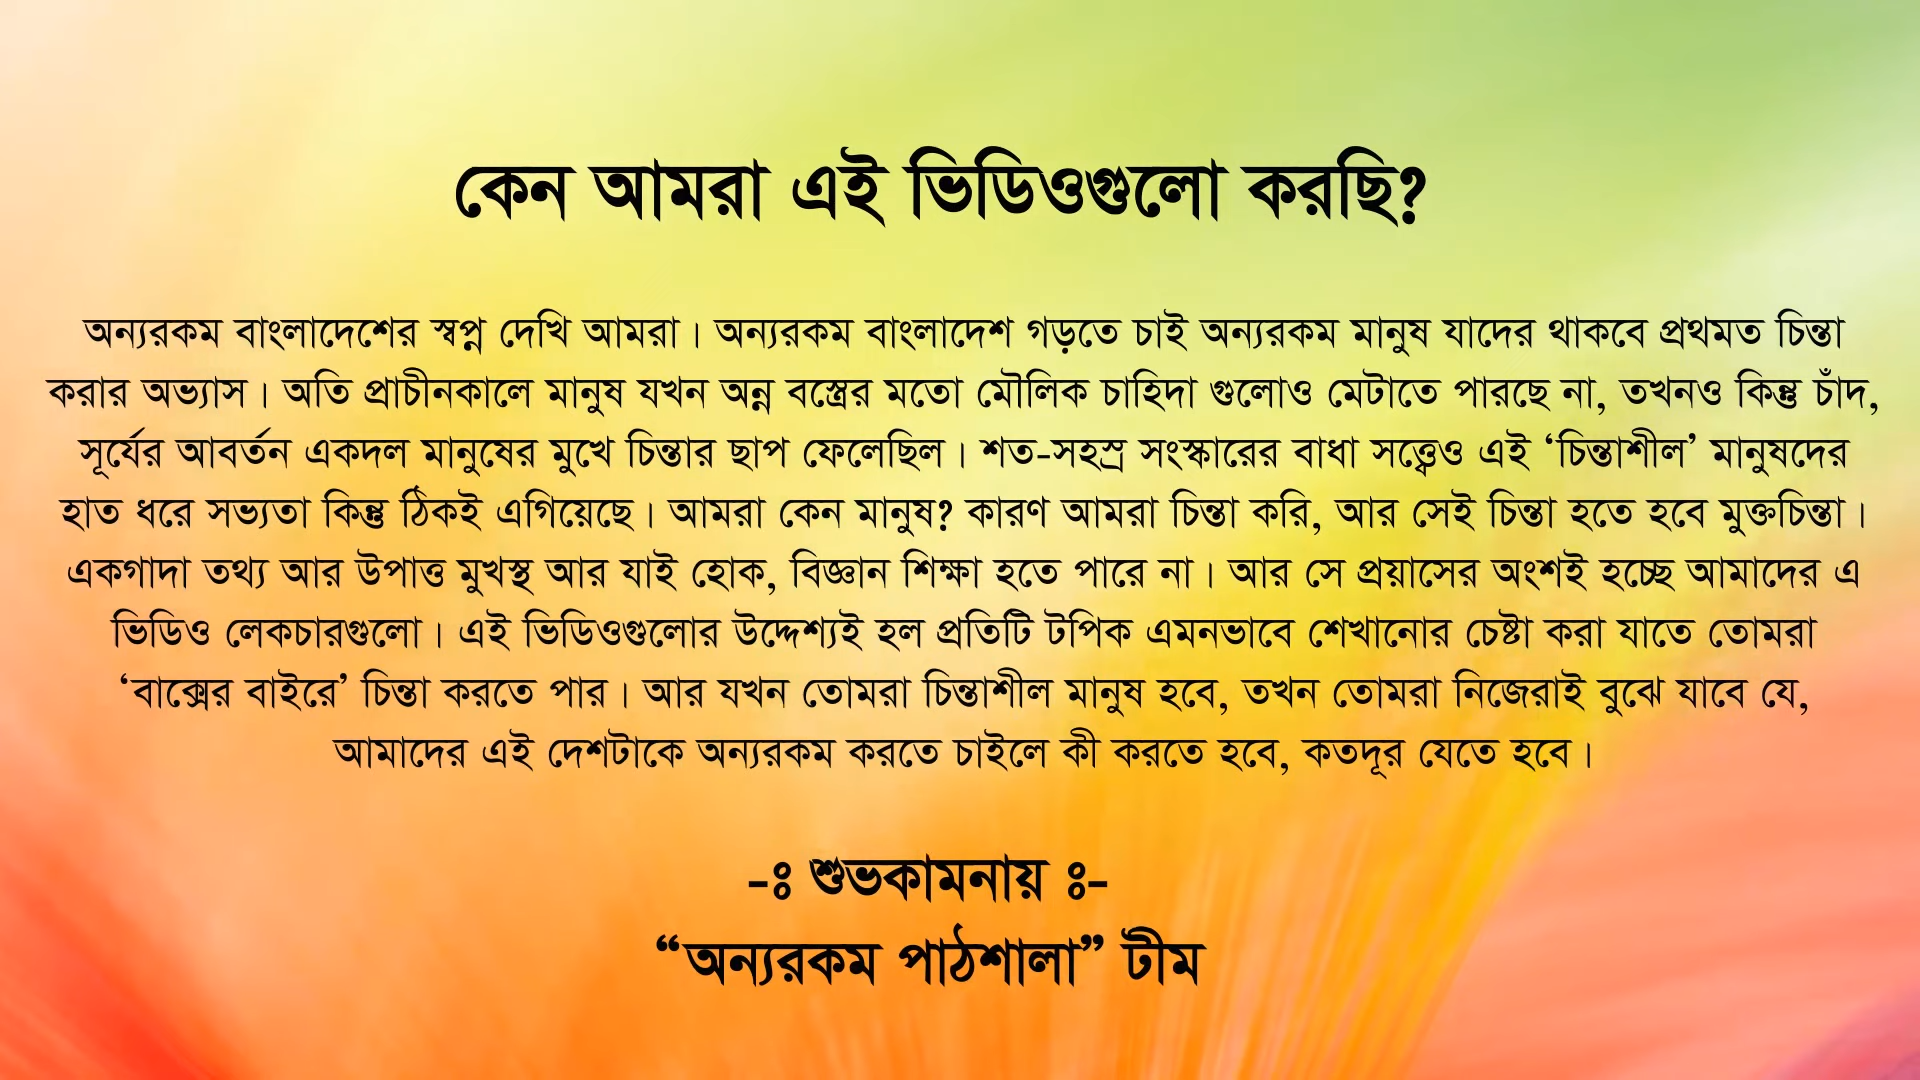 কেন আমরা এই ভিডিওগুলো করছি?
অন্যরকম বাংলাদেশের স্বপ্ন দেখি আমরা। অন্যরকম বাংলাদেশ গড়তে চাই অন্যরকম মানুষ যাদের থাকবে প্রথমত চিন্তা
করার অভ্যাস। অতি প্রাচীনকালে মানুষ যখন অন্ন বস্ত্রের মতো মৌলিক চাহিদা গুলোও মেটাতে পারছে না, তখনও কিন্তু চাঁদ,
সূর্যের আবর্তন একদল মানুষের মুখে চিন্তার ছাপ ফেলেছিল। শত-সহস্র সংস্কারের বাধা সত্ত্বেও এই ‘চিন্তাশীল’ মানুষদের
হাত ধরে সভ্যতা কিন্তু ঠিকই এগিয়েছে। আমরা কেন মানুষ? কারণ আমরা চিন্তা করি, আর সেই চিন্তা হতে হবে মুক্তচিন্তা।
একগাদা তথ্য আর উপাত্ত মুখস্থ আর যাই হোক, বিজ্ঞান শিক্ষা হতে পারে না। আর সে প্রয়াসের অংশই হচ্ছে আমাদের এ
ভিডিও লেকচারগুলো। এই ভিডিওগুলোর উদ্দেশ্যই হল প্রতিটি টপিক এমনভাবে শেখানোর চেষ্টা করা যাতে তোমরা
‘বাক্সের বাইরে’ চিন্তা করতে পার। আর যখন তোমরা চিন্তাশীল মানুষ হবে, তখন তোমরা নিজেরাই বুঝে যাবে যে,
আমাদের এই দেশটাকে অন্যরকম করতে চাইলে কী করতে হবে, কতদূর যেতে হবে।
-ঃ শুভকামনায় ঃ-
“অন্যরকম পাঠশালা” টীম